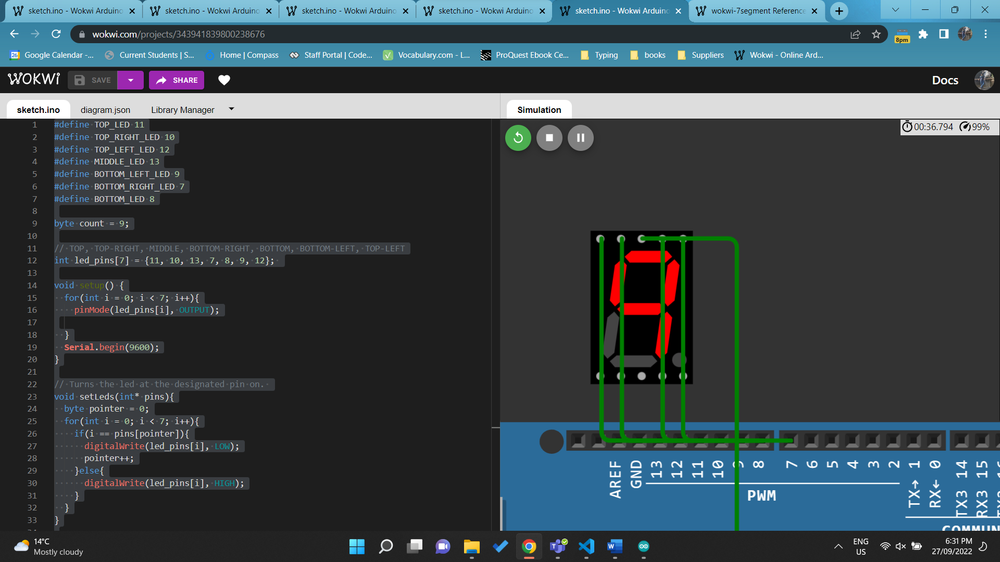 sketch.ino - Wokwi Arduino
sketch.ino - Wokwi Arduino
sketch.ino - Wokwi Arduino
sketch.ino - Wokwi Arduino
sketch.ino - Wokwi Arduino
wokwi-7segment Reference
wokwi.com/projects/343941839800238676
8pm
26
Google Calendar -...
Current Students | S...
Home | Compass
Staff Portal | Code...
Vocabulary.com - L...
ProQuest Ebook Ce...
Typing
books
Suppliers
Wokwi - Online Ard...
WOKWi
SAVE
SHARE
Docs
sketch.ino
diagram.json
Library Manager
Simulation
00:36.794
99%
1 #define TOP_LED 11
2 #define TOP_RIGHT_LED 10
3 #define TOP_LEFT_LED 12
4 #define MIDDLE_LED 13
5 #define BOTTOM_LEFT_LED 9
6 #define BOTTOM_RIGHT_LED 7
7 #define BOTTOM_LED 8
8
9 byte count = 9;
10
11 // TOP, TOP-RIGHT, MIDDLE, BOTTOM-RIGHT, BOTTOM, BOTTOM-LEFT, TOP-LEFT
12 int led_pins[7] = {11, 10, 13, 7, 8, 9, 12};
13
14 void setup() {
15 for(int i = 0; i < 7; i++){
16 pinMode(led_pins[i], OUTPUT);
17
18 }
19 Serial.begin(9600);
20 }
21
22 // Turns the led at the designated pin on.
23 void setLeds(int* pins){
24 byte pointer = 0;
25 for(int i = 0; i < 7; i++){
26 if(i == pins[pointer]){
27 digitalWrite(led_pins[i], LOW);
28 pointer++;
29 }else{
30 digitalWrite(led_pins[i], HIGH);
31 }
32 }
33 }
AREF
GND
13
12
11
10
9
8
7
6
5
4
3
2
TX→ 1
RX← 0
TX3 14
RX3 15
PWM
14°C
Mostly cloudy
ENG
US
6:31 PM
27/09/2022